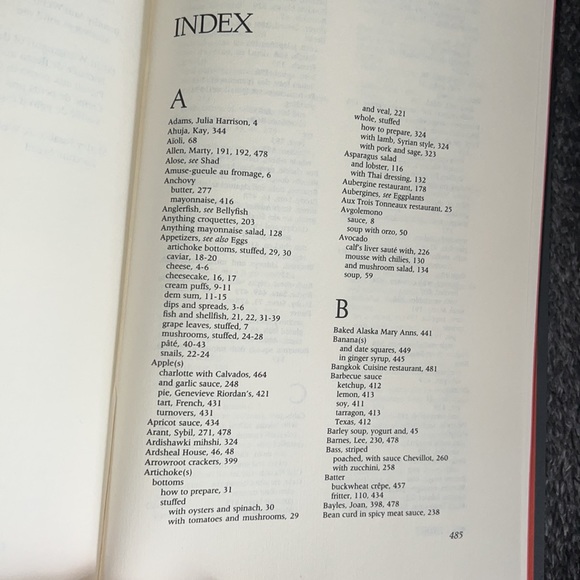 INDEX
A
Adams, Julia Harrison, 4
Ahuja, Kay, 344
Aïoli, 68
Allen, Marty, 191, 192, 478
Alose, see Shad
Amuse-gueule au fromage, 6
Anchovy
butter, 277
mayonnaise, 416
Anglerfish, see Bellyfish
Anything croquettes, 203
Anything mayonnaise salad, 128
Appetizers, see also Eggs
artichoke bottoms, stuffed, 29, 30
caviar, 18-20
cheese, 4-6
cheesecake, 16, 17
cream puffs, 9-11
dem sum, 11-15
dips and spreads, 3-6
fish and shellfish, 21, 22, 31-39
grape leaves, stuffed, 7
mushrooms, stuffed, 24-28
pâté, 40-43
snails, 22-24
Apple(s)
charlotte with Calvados, 464
and garlic sauce, 248
pie, Genevieve Riordan's, 421
tart, French, 431
turnovers, 431
Apricot sauce, 434
Arant, Sybil, 271, 478
Ardishawki mihshi, 324
Ardsheal House, 46, 48
Arrowroot crackers, 399
Artichoke(s)
bottoms
how to prepare, 31
stuffed
with oysters and spinach, 30
with tomatoes and mushrooms, 29
and veal, 221
whole, stuffed
how to prepare, 324
with lamb, Syrian style, 324
with pork and sage, 323
Asparagus salad
and lobster, 116
with Thai dressing, 132
Aubergine restaurant, 178
Aubergines, see Eggplants
Aux Trois Tonneaux restaurant, 25
Avgolemono
sauce, 8
soup with orzo, 50
Avocado
calf's liver sauté with, 226
mousse with chilies, 130
and mushroom salad, 134
soup, 59
B
Baked Alaska Mary Anns, 441
Banana(s)
and date squares, 449
in ginger syrup, 445
Bangkok Cuisine restaurant, 481
Barbecue sauce
ketchup, 412
lemon, 413
soy, 411
tarragon, 413
Texas, 412
Barley soup, yogurt and, 45
Barnes, Lee, 230, 478
Bass, striped
poached, with sauce Chevillot, 260
with zucchini, 258
Batter
buckwheat crêpe, 457
fritter, 110, 434
Bayles, Joan, 398, 478
Bean curd in spicy meat sauce, 238
485